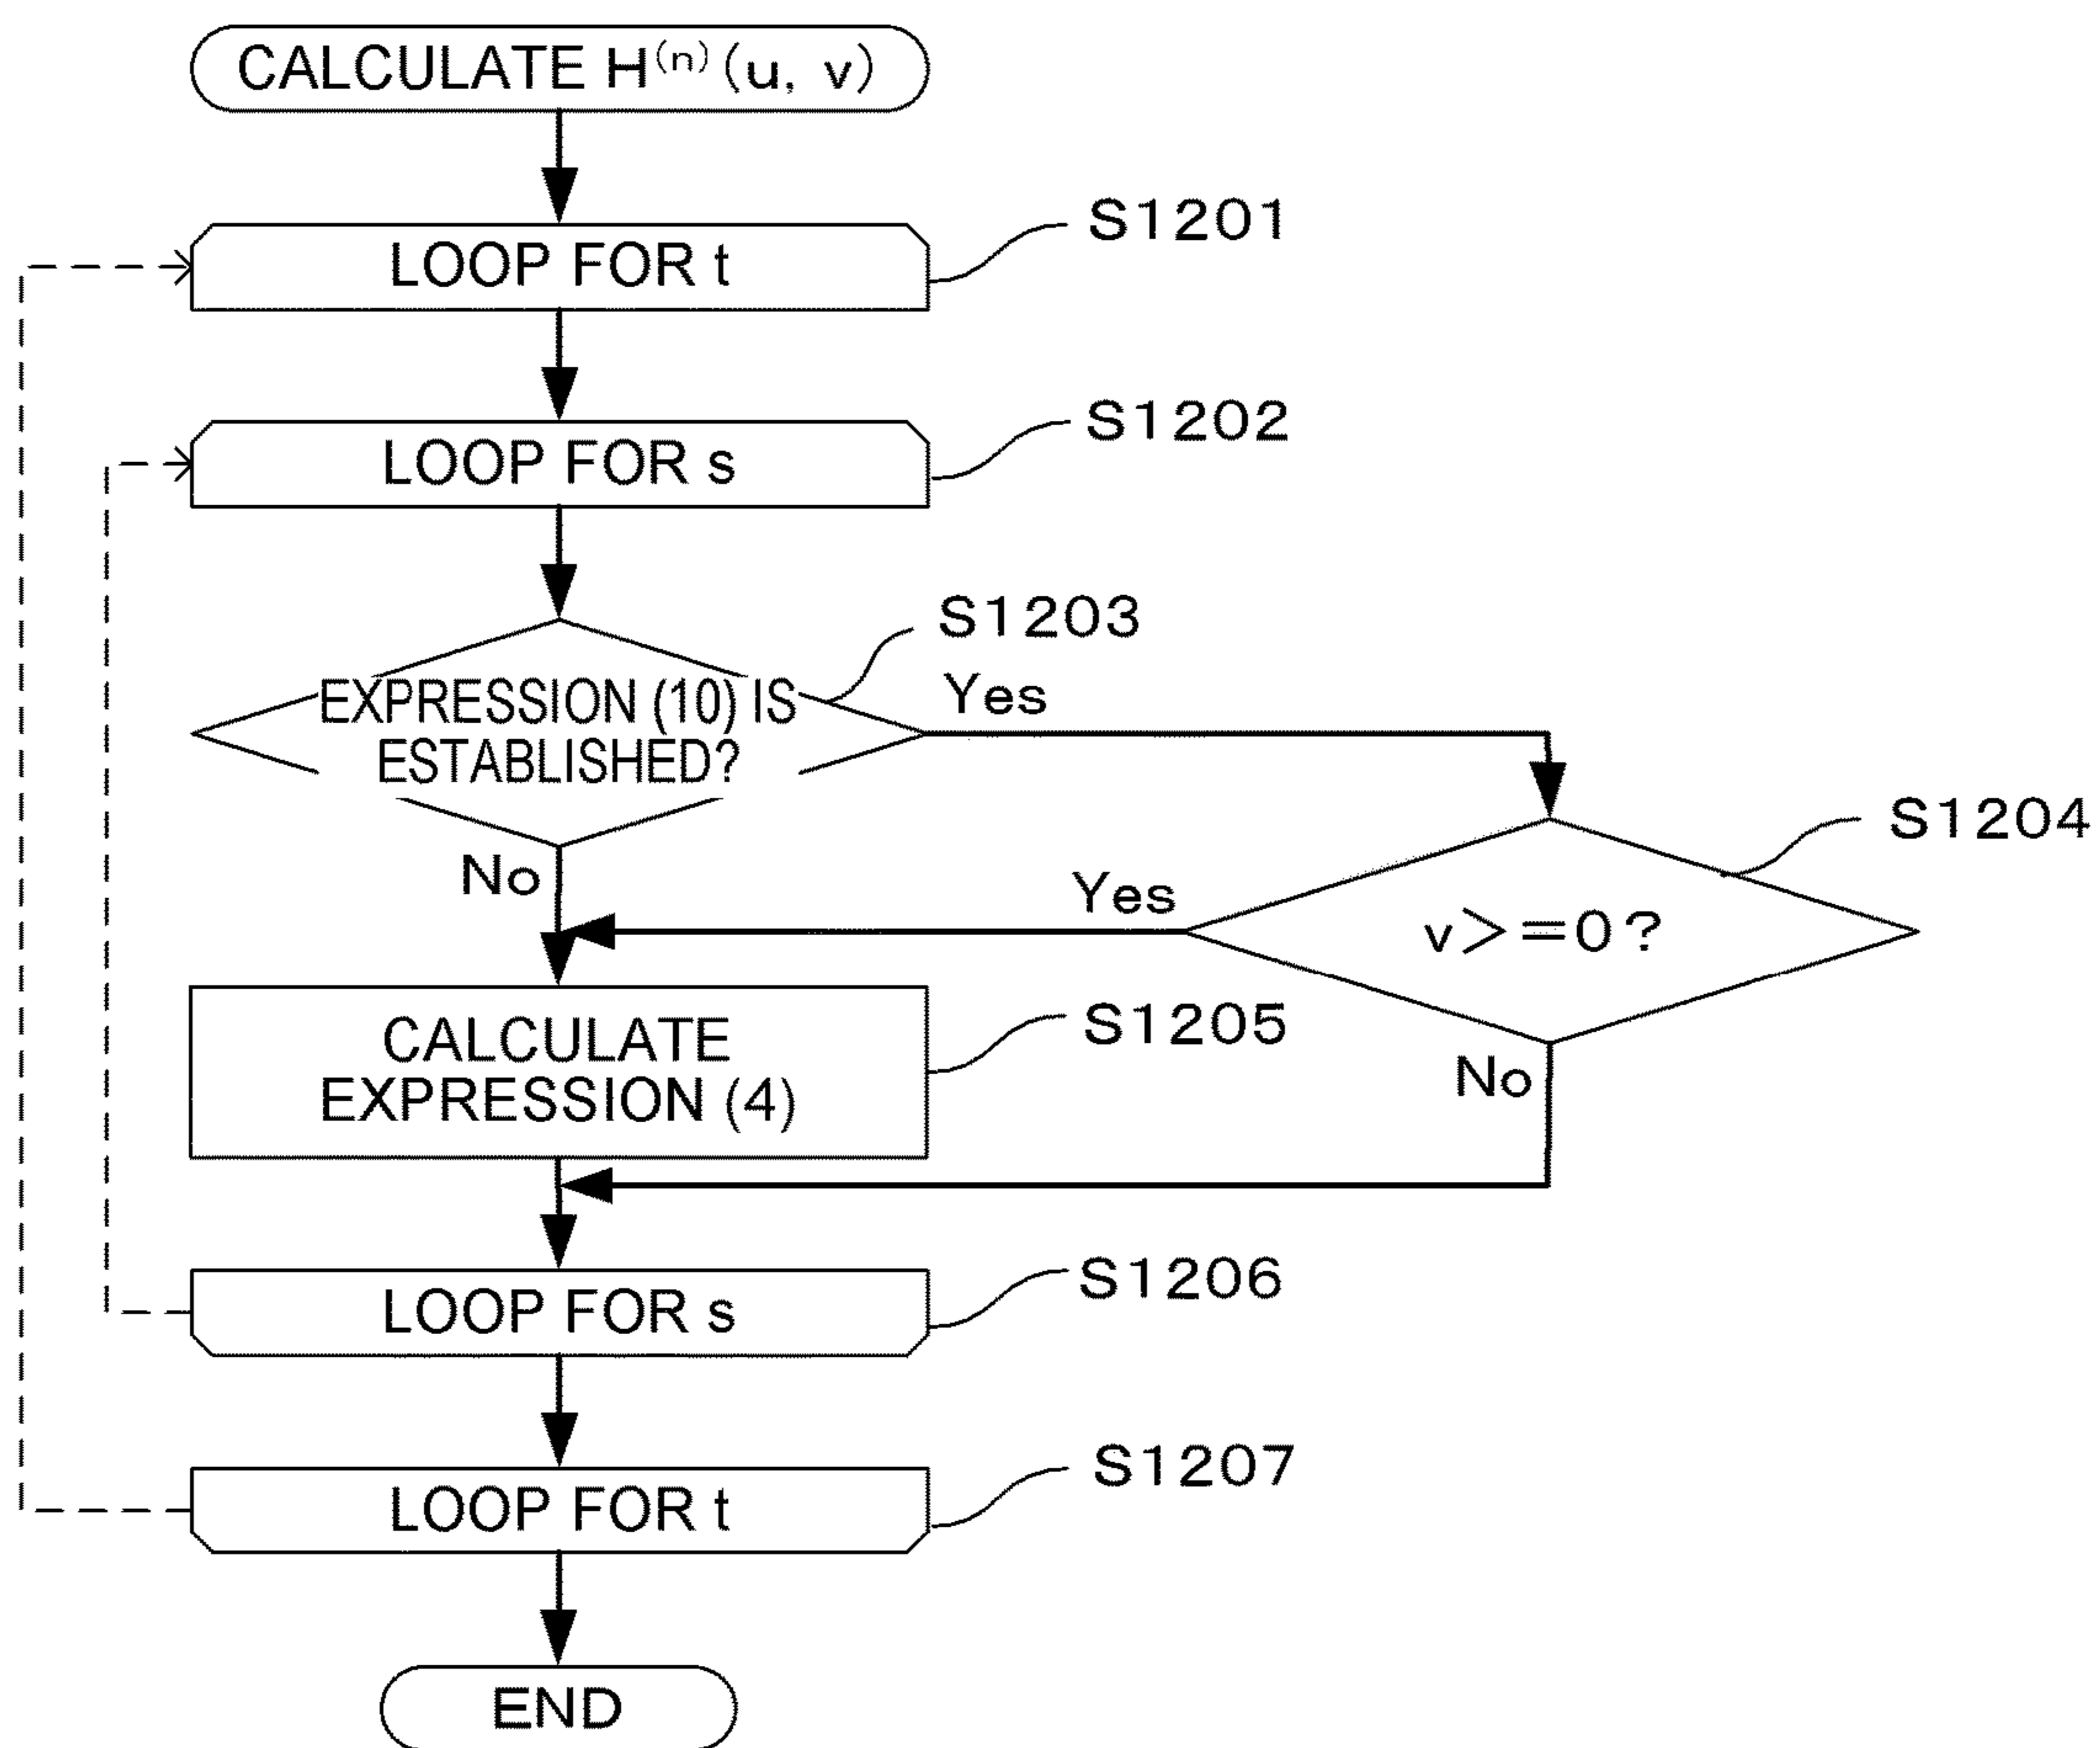 CALCULATE H⁽ⁿ⁾(u, v)
LOOP FOR t
S1201
LOOP FOR s
S1202
EXPRESSION (10) IS
ESTABLISHED?
S1203
Yes
No
v>=0?
S1204
Yes
No
CALCULATE
EXPRESSION (4)
S1205
LOOP FOR s
S1206
LOOP FOR t
S1207
END